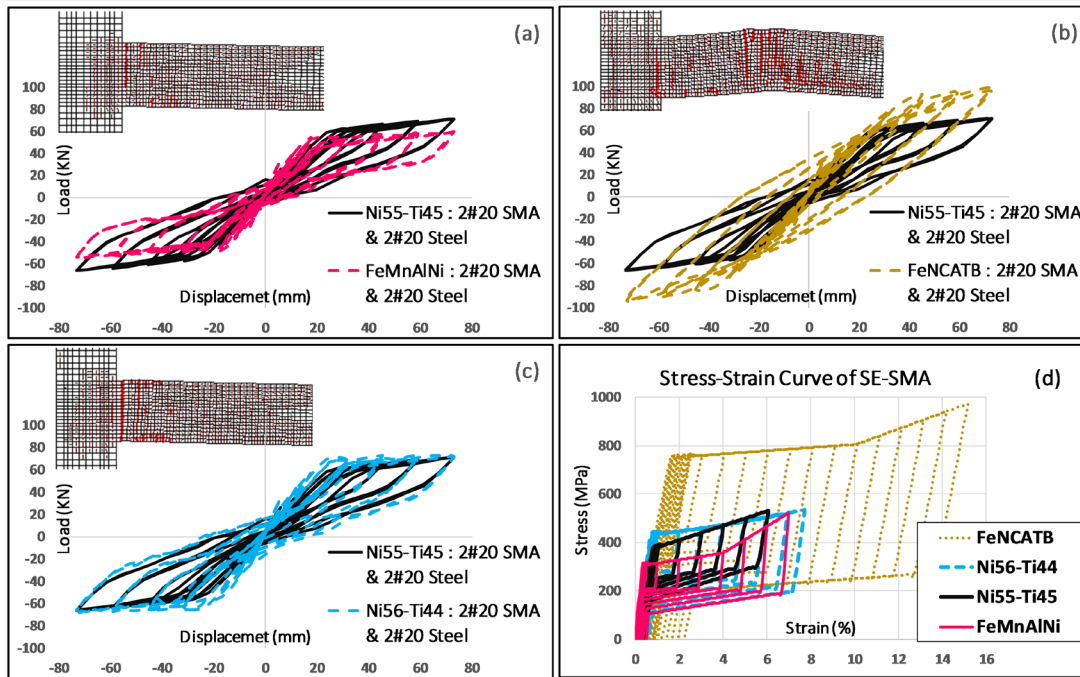 (a)
100
80
60
40
20
0
-20
-40
-60
-80
-100
Load (KN)
Displacemet (mm)
Ni55-Ti45 : 2#20 SMA
& 2#20 Steel
FeMnAlNi : 2#20 SMA
& 2#20 Steel
-80 -60 -40 -20 0 20 40 60 80
(b)
100
80
60
40
20
0
-20
-40
-60
-80
-100
Load (KN)
Displacemet (mm)
Ni55-Ti45 : 2#20 SMA
& 2#20 Steel
FeNCATB : 2#20 SMA
& 2#20 Steel
-80 -60 -40 -20 0 20 40 60 80
(c)
100
80
60
40
20
0
-20
-40
-60
-80
-100
Load (KN)
Displacemet (mm)
Ni55-Ti45 : 2#20 SMA
& 2#20 Steel
Ni56-Ti44 : 2#20 SMA
& 2#20 Steel
-80 -60 -40 -20 0 20 40 60 80
Stress-Strain Curve of SE-SMA
(d)
1000
800
600
400
200
0
Stress (MPa)
Strain (%)
FeNCATB
Ni56-Ti44
Ni55-Ti45
FeMnAlNi
0 2 4 6 8 10 12 14 16